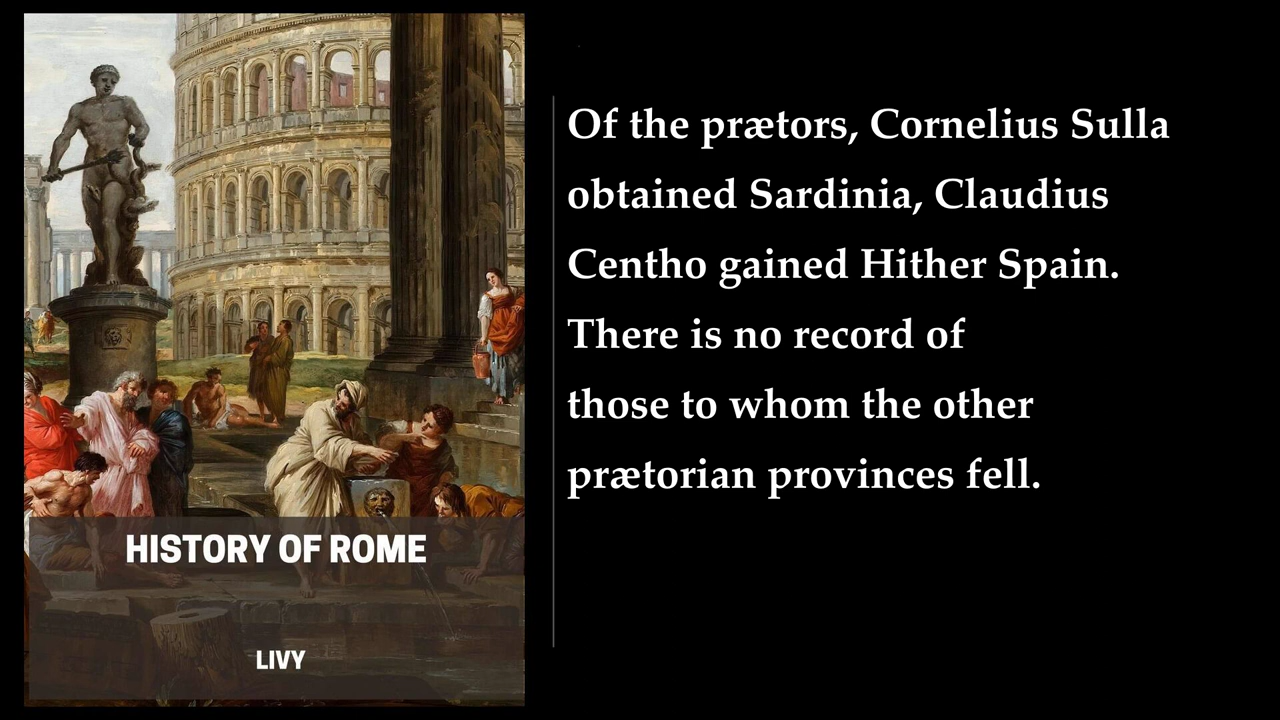 HISTORY OF ROME
LIVY
Of the prætors, Cornelius Sulla
obtained Sardinia, Claudius
Centho gained Hither Spain.
There is no record of
those to whom the other
prætorian provinces fell.